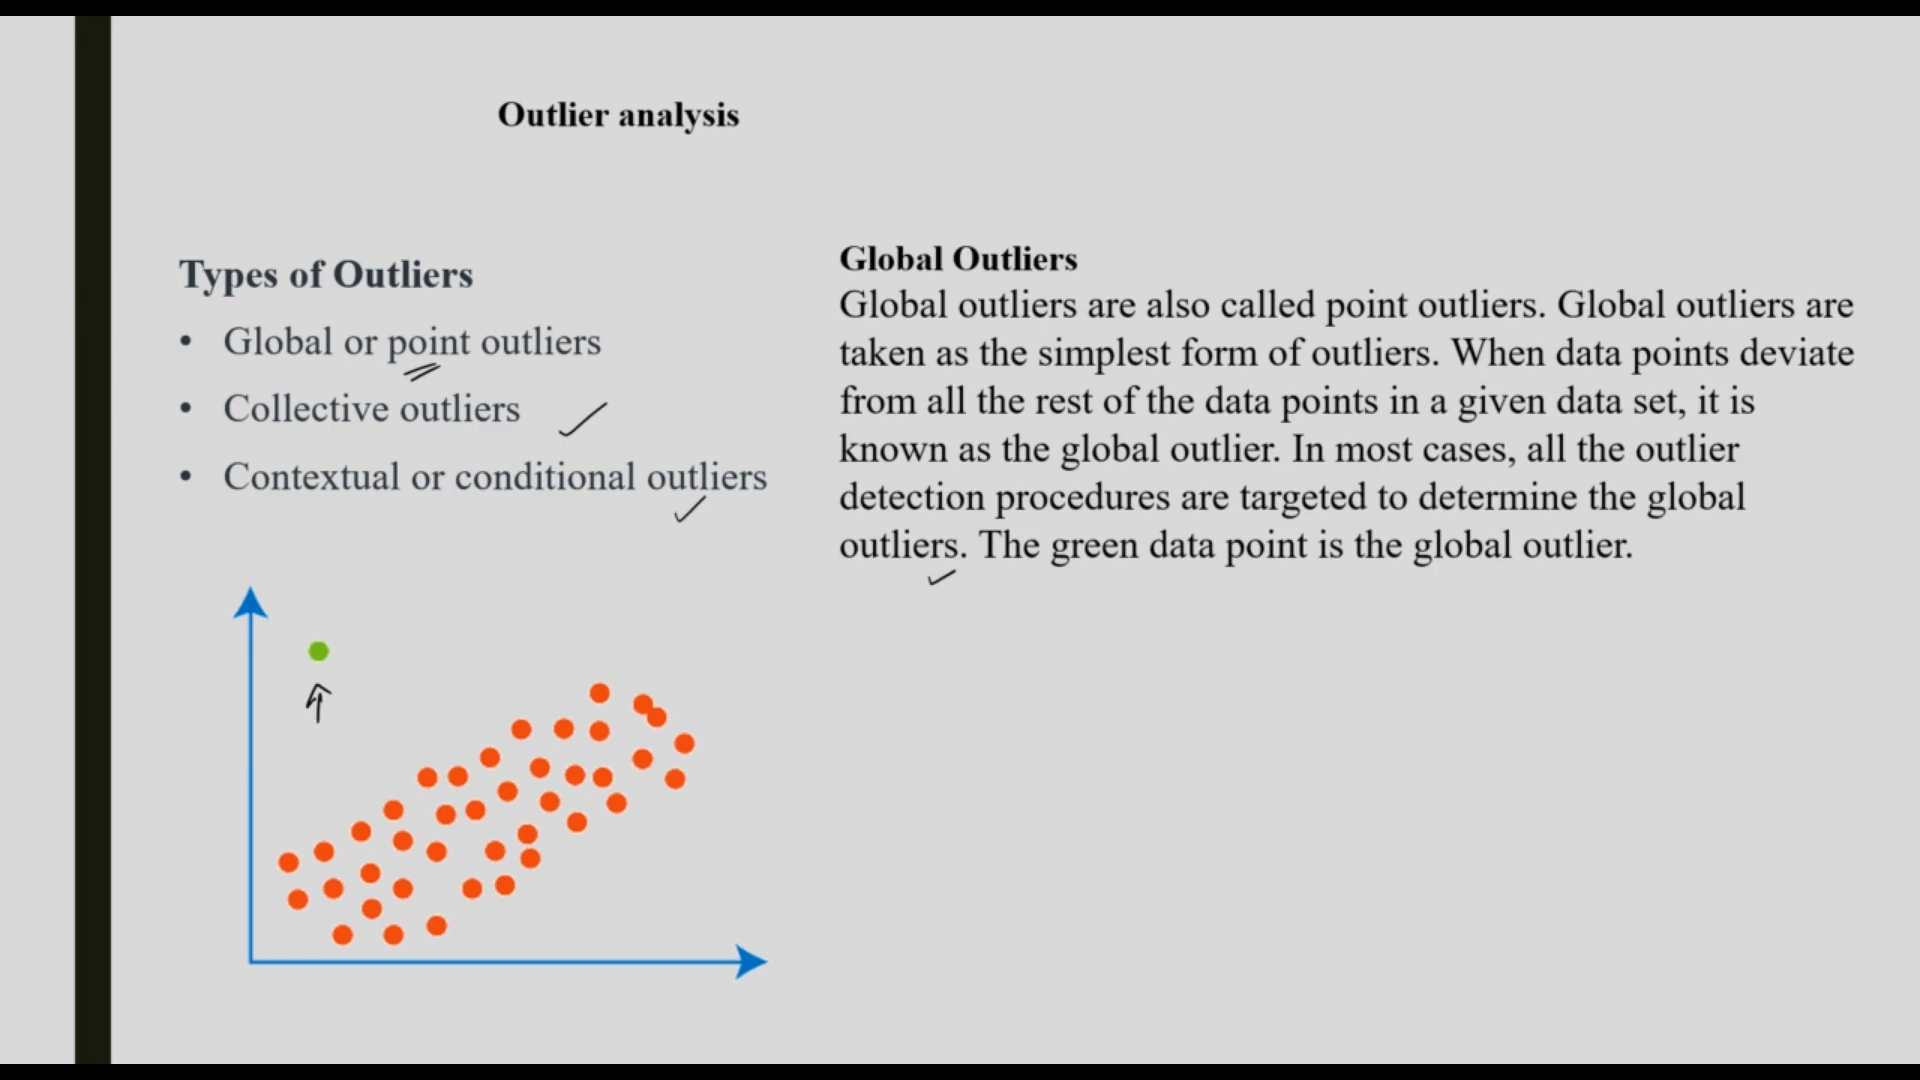 Outlier analysis
Types of Outliers
• Global or point outliers
• Collective outliers
• Contextual or conditional outliers
Global Outliers
Global outliers are also called point outliers. Global outliers are
taken as the simplest form of outliers. When data points deviate
from all the rest of the data points in a given data set, it is
known as the global outlier. In most cases, all the outlier
detection procedures are targeted to determine the global
outliers. The green data point is the global outlier.